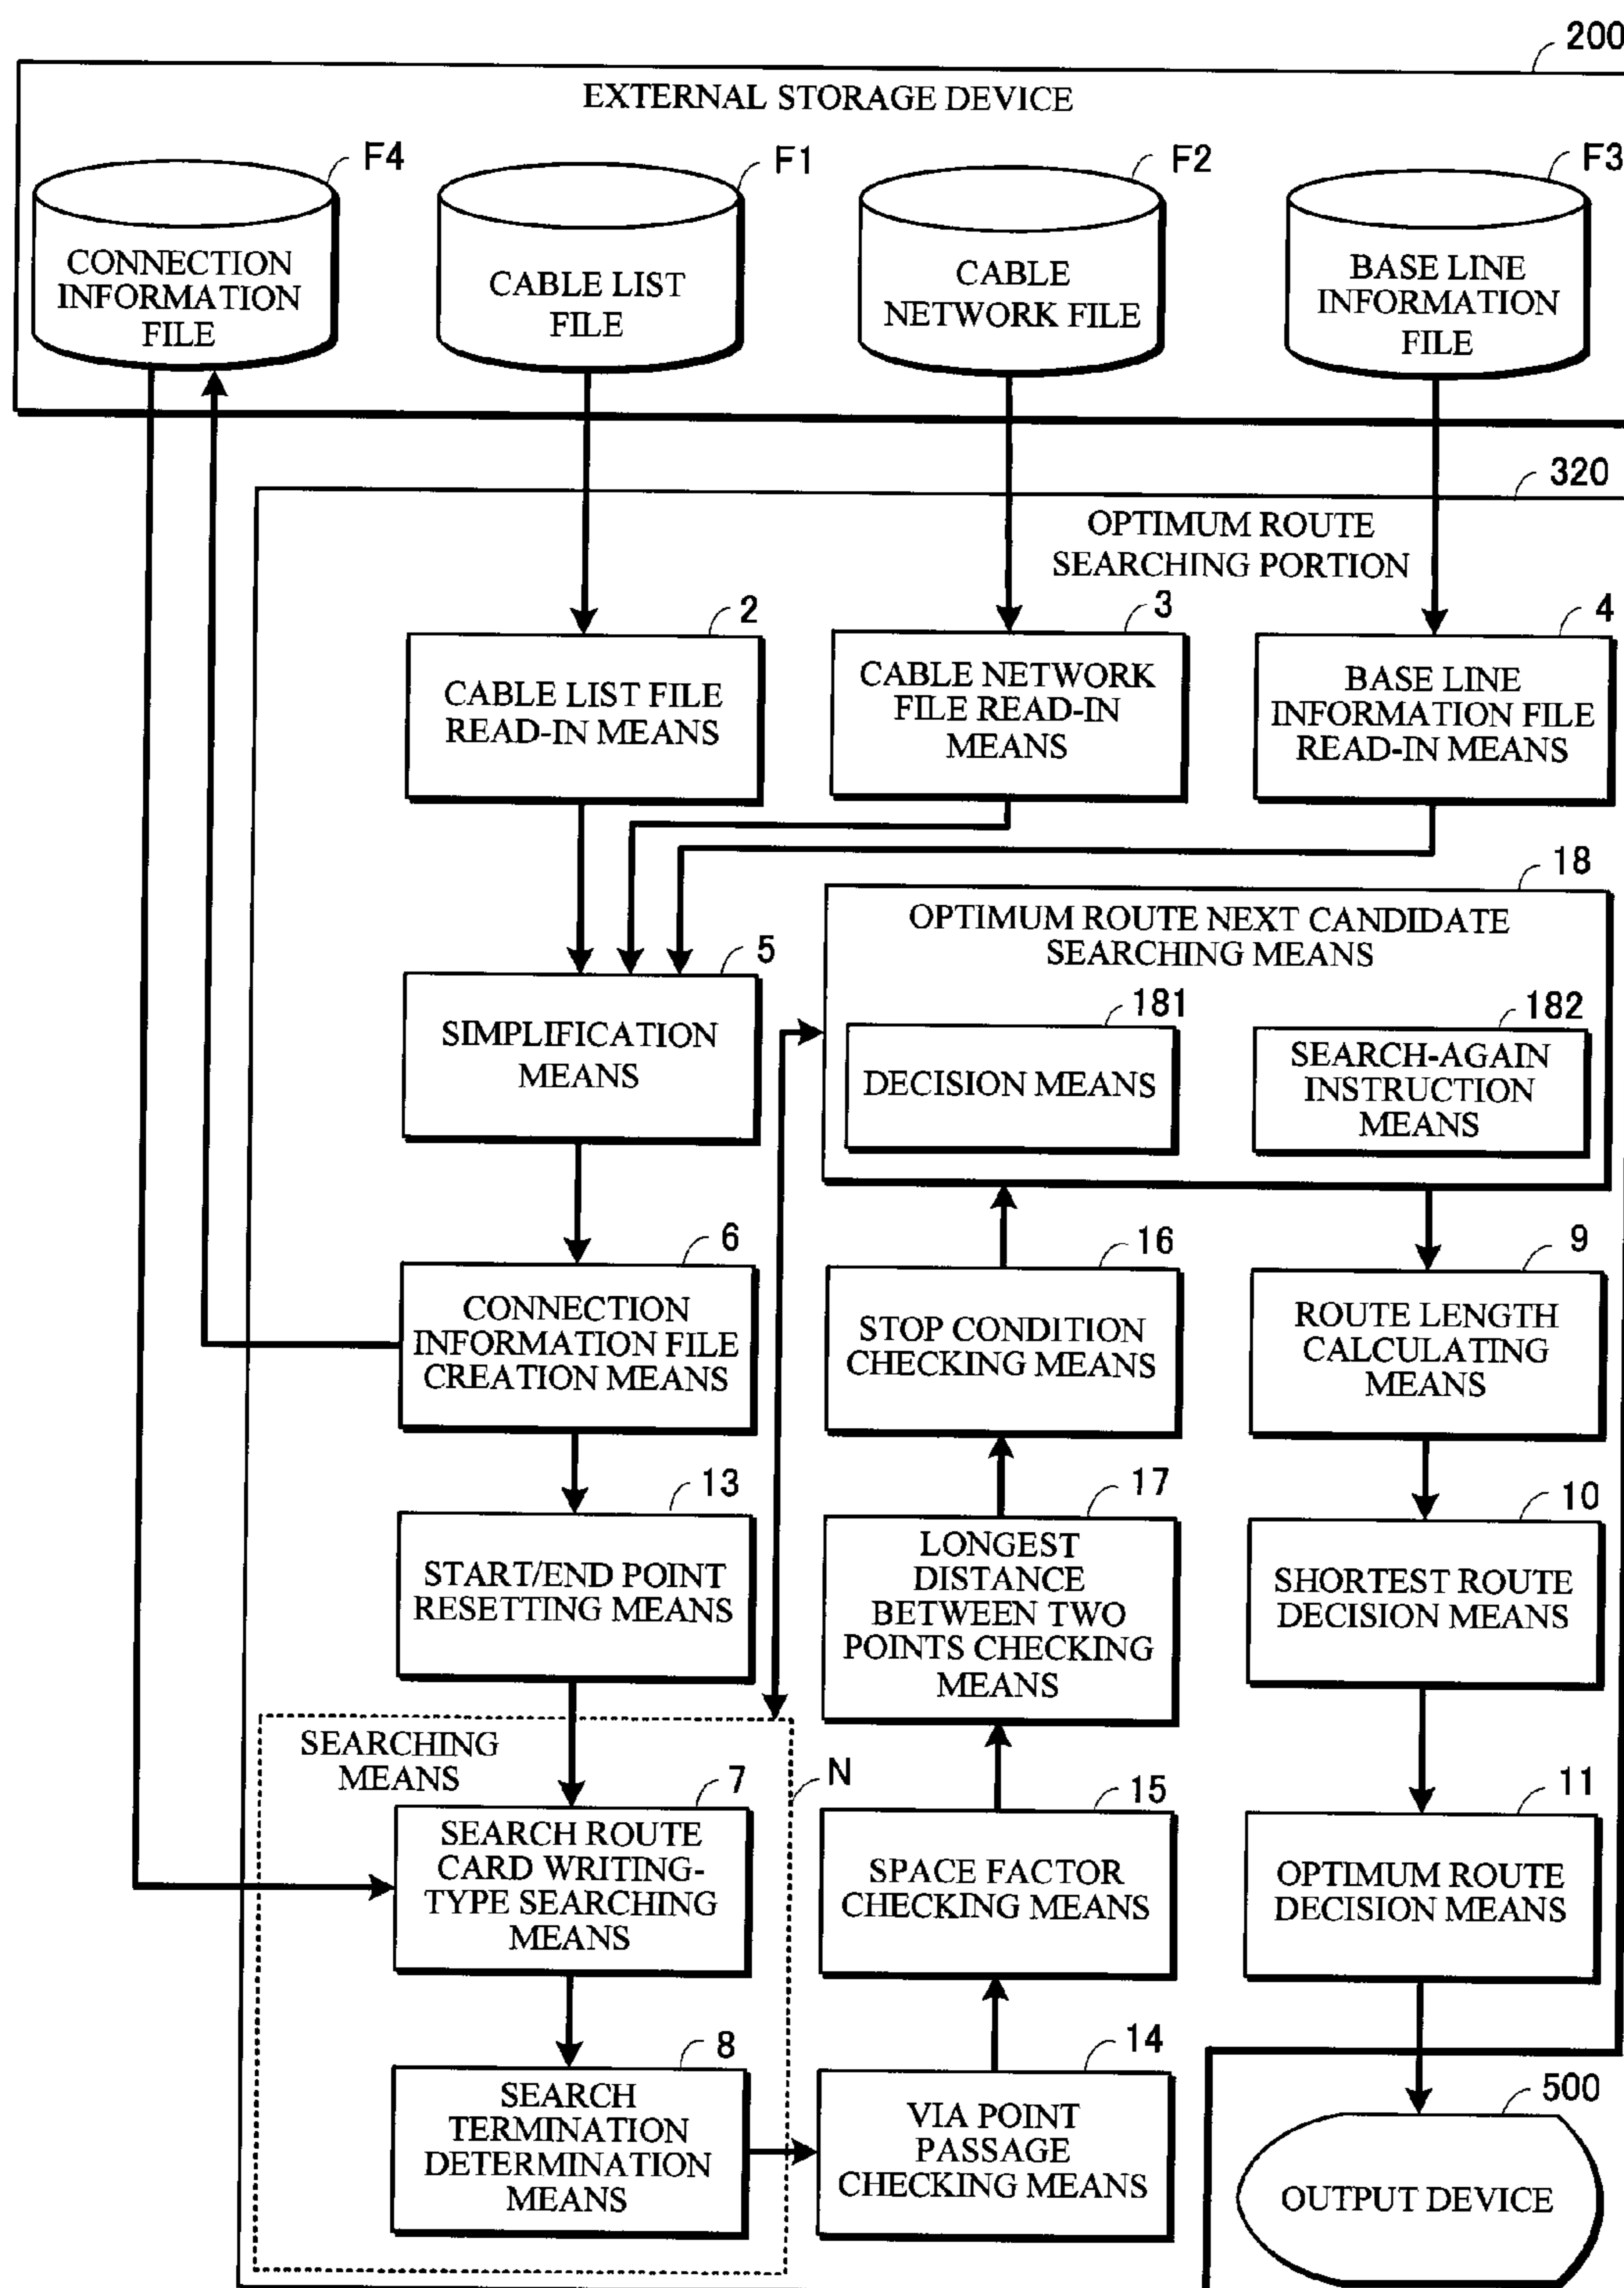 200
EXTERNAL STORAGE DEVICE
F4
F1
F2
F3
CONNECTION
INFORMATION
FILE
CABLE LIST
FILE
CABLE
NETWORK FILE
BASE LINE
INFORMATION
FILE
320
OPTIMUM ROUTE
SEARCHING PORTION
2
3
4
CABLE LIST FILE
READ-IN MEANS
CABLE NETWORK
FILE READ-IN
MEANS
BASE LINE
INFORMATION FILE
READ-IN MEANS
18
OPTIMUM ROUTE NEXT CANDIDATE
SEARCHING MEANS
5
SIMPLIFICATION
MEANS
181
DECISION MEANS
182
SEARCH-AGAIN
INSTRUCTION
MEANS
6
CONNECTION
INFORMATION FILE
CREATION MEANS
16
STOP CONDITION
CHECKING MEANS
9
ROUTE LENGTH
CALCULATING
MEANS
13
START/END POINT
RESETTING MEANS
17
LONGEST
DISTANCE
BETWEEN TWO
POINTS CHECKING
MEANS
10
SHORTEST ROUTE
DECISION MEANS
SEARCHING
MEANS
N
7
SEARCH ROUTE
CARD WRITING-
TYPE SEARCHING
MEANS
15
SPACE FACTOR
CHECKING MEANS
11
OPTIMUM ROUTE
DECISION MEANS
8
SEARCH
TERMINATION
DETERMINATION
MEANS
14
VIA POINT
PASSAGE
CHECKING MEANS
500
OUTPUT DEVICE